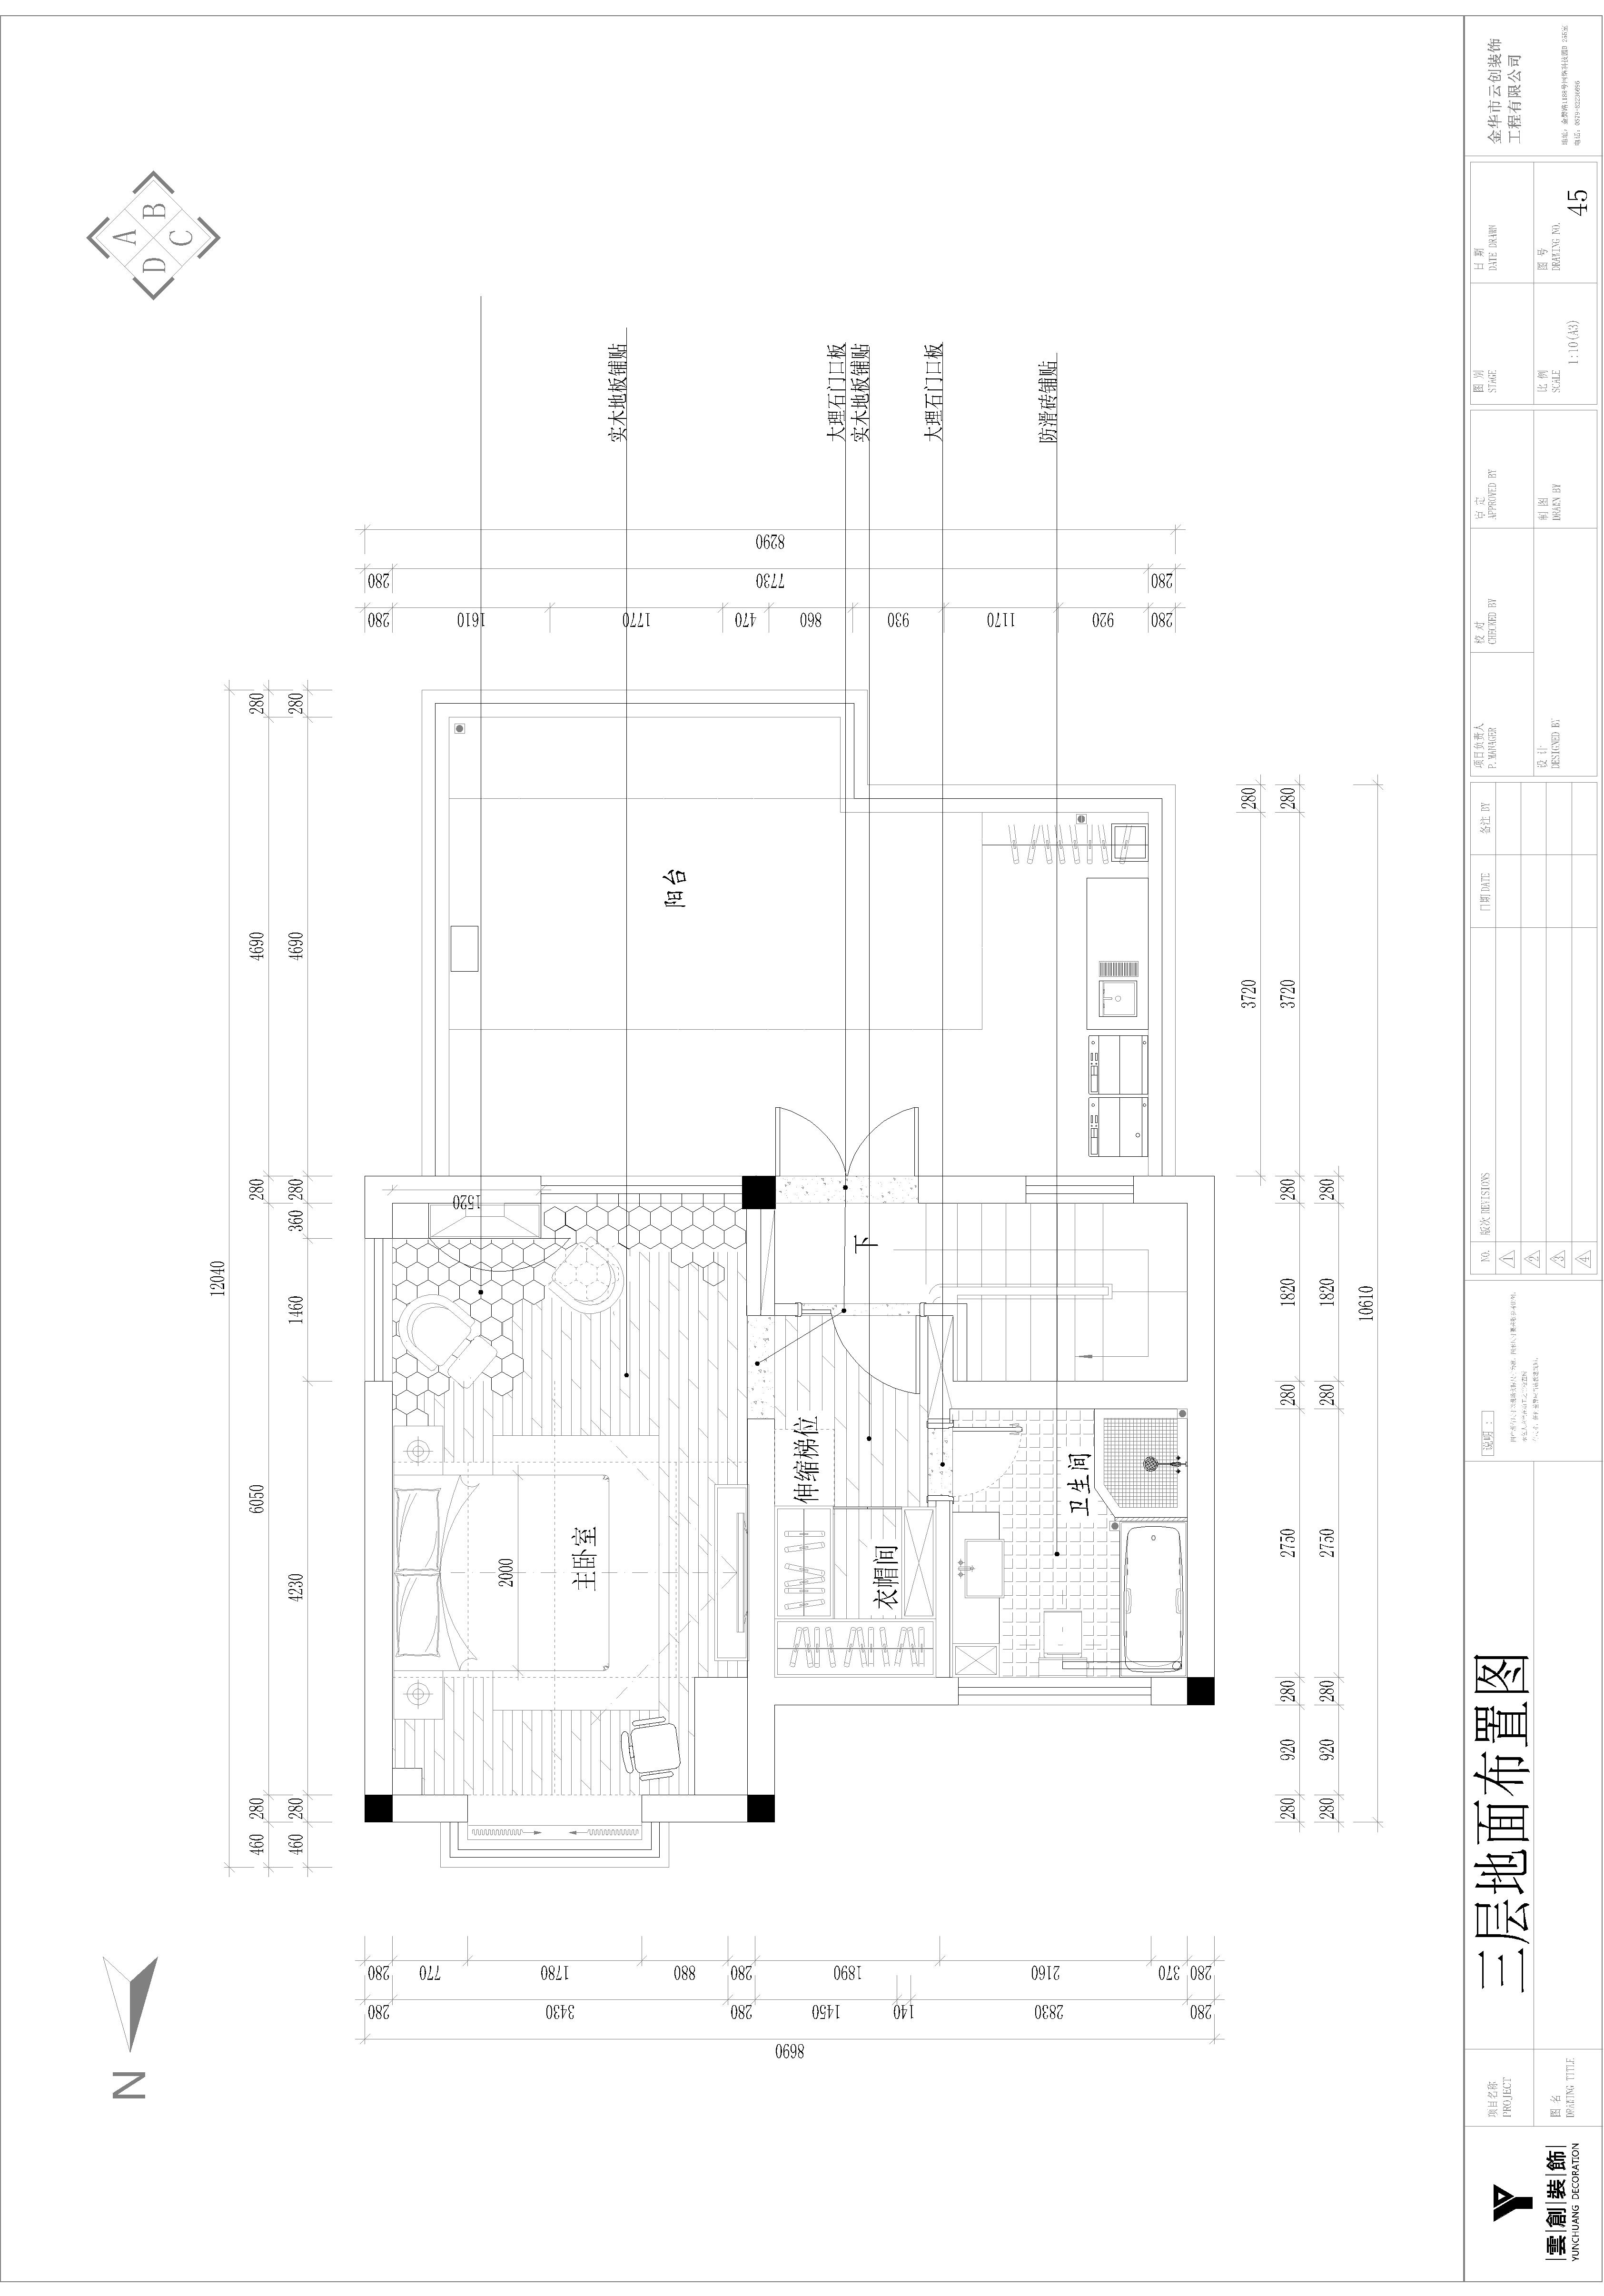 A
B
C
D
实木地板铺贴
大理石门口板
实木地板铺贴
大理石门口板
防滑砖铺贴
12040
460
280
6050
280
4690
280
460
280
4230
1460
360
280
4690
280
8290
280
7730
280
280
1610
1770
470
860
930
1170
920
280
阳台
1520
下
主卧室
2000
伸缩梯位
衣帽间
卫生间
3720
280
280
920
280
2750
280
1820
280
3720
280
280
920
280
2750
280
1820
280
10610
280
770
1780
880
280
1890
2160
370
280
280
3430
280
1450
140
2830
280
8690
N
雲創裝飾
YUNCHUANG DECORATION
项目名称
PROJECT
图 名
DRAWING TITLE
三层地面布置图
说明：
NO.
版次 REVISIONS
日期 DATE
备注 BY
1
2
3
4
项目负责人
P.MANAGER
校 对
CHECKED BY
审 定
APPROVED BY
设 计
DESIGNED BY
制 图
图 别
STAGE
日 期
DATE DRAWN
比 例
SCALE
1:10(A3)
图 号
DRAWING NO.
45
金华市云创装饰
工程有限公司